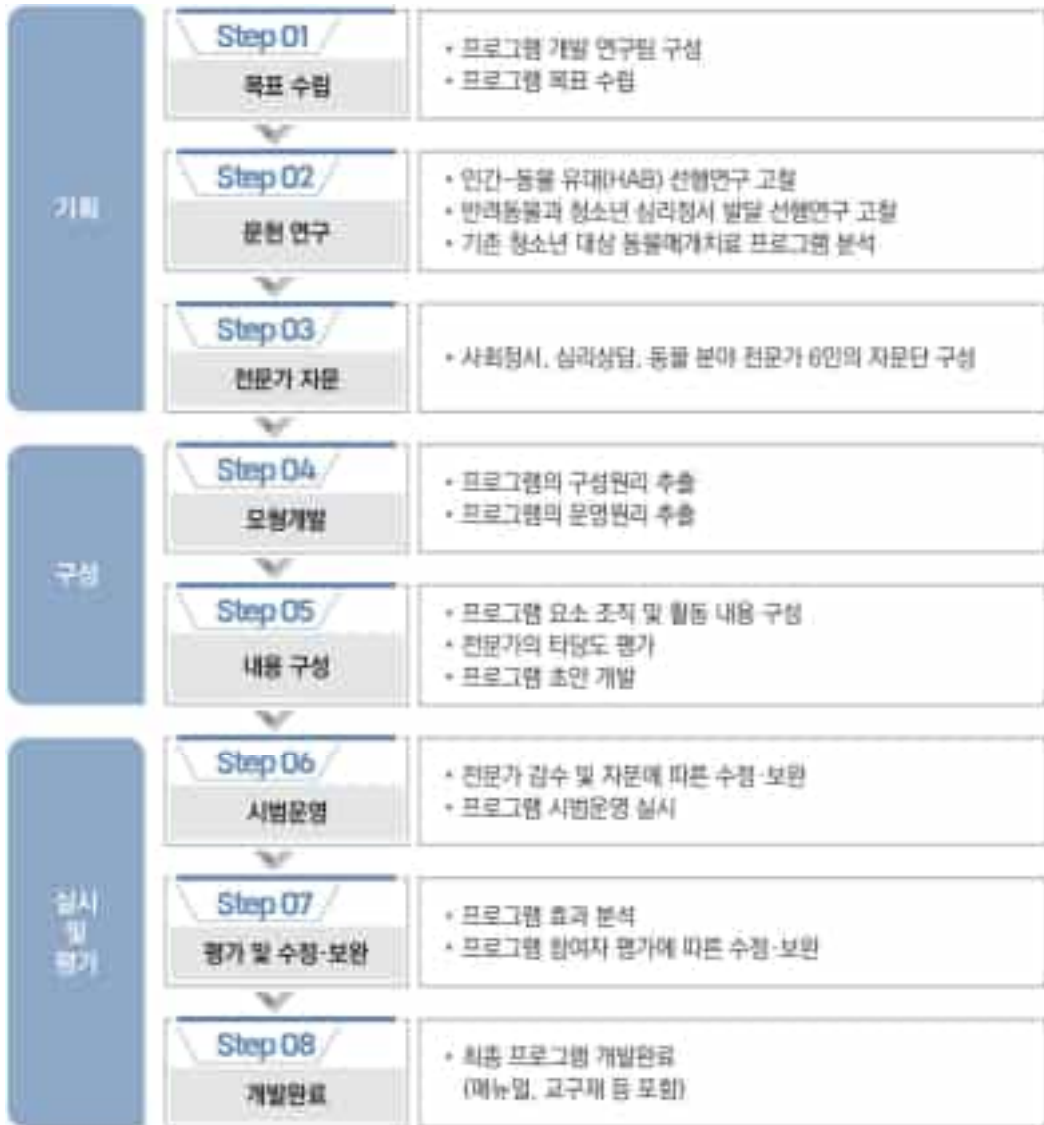 기획
Step 01
목표 수립
• 프로그램 개발 연구팀 구성
• 프로그램 목표 수립
Step 02
문헌 연구
• 인간-동물 유대(HAB) 선행연구 고찰
• 반려동물과 청소년 심리정서 발달 선행연구 고찰
• 기존 청소년 대상 동물매개치료 프로그램 분석
Step 03
전문가 자문
• 사회정서, 심리상담, 동물 분야 전문가 6인의 자문단 구성
구성
Step 04
모형개발
• 프로그램의 구성원리 추출
• 프로그램의 운영원리 추출
Step 05
내용 구성
• 프로그램 요소 조직 및 활동 내용 구성
• 전문가의 타당도 평가
• 프로그램 초안 개발
실시
및
평가
Step 06
시범운영
• 전문가 감수 및 자문에 따른 수정·보완
• 프로그램 시범운영 실시
Step 07
평가 및 수정·보완
• 프로그램 효과 분석
• 프로그램 참여자 평가에 따른 수정·보완
Step 08
개발완료
• 최종 프로그램 개발완료
(매뉴얼, 교구재 등 포함)